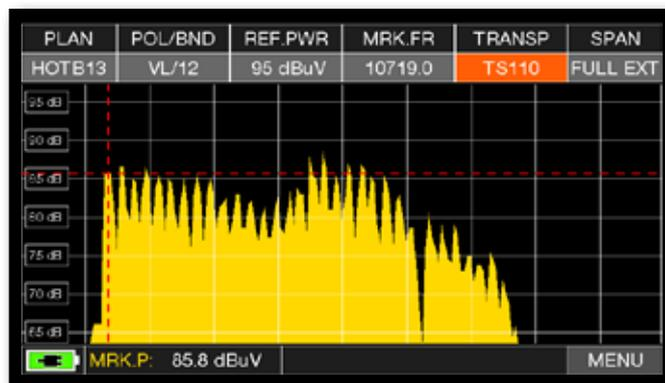 PLAN POL/BND REF.PWR MRK.FR TRANSP SPAN
HOTB13 VL/12 95 dBuV 10719.0 TS110 FULL EXT
95 dB
90 dB
85 dB
80 dB
75 dB
70 dB
65 dB
MRK.P: 85.8 dBuV MENU